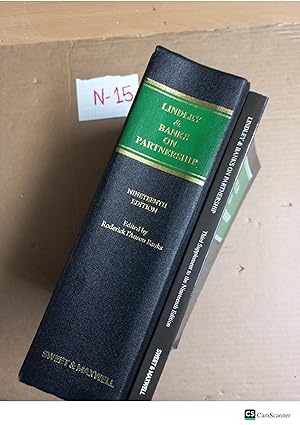 N-15
LINDLEY
&
BANKS
ON
PARTNERSHIP
NINETEENTH
EDITION
Edited by
Roderick I'Anson Banks
SWEET & MAXWELL
LINDLEY & BANKS ON PARTNERSHIP
Third Supplement to the Nineteenth Edition
SWEET & MAXWELL
CS CamScanner